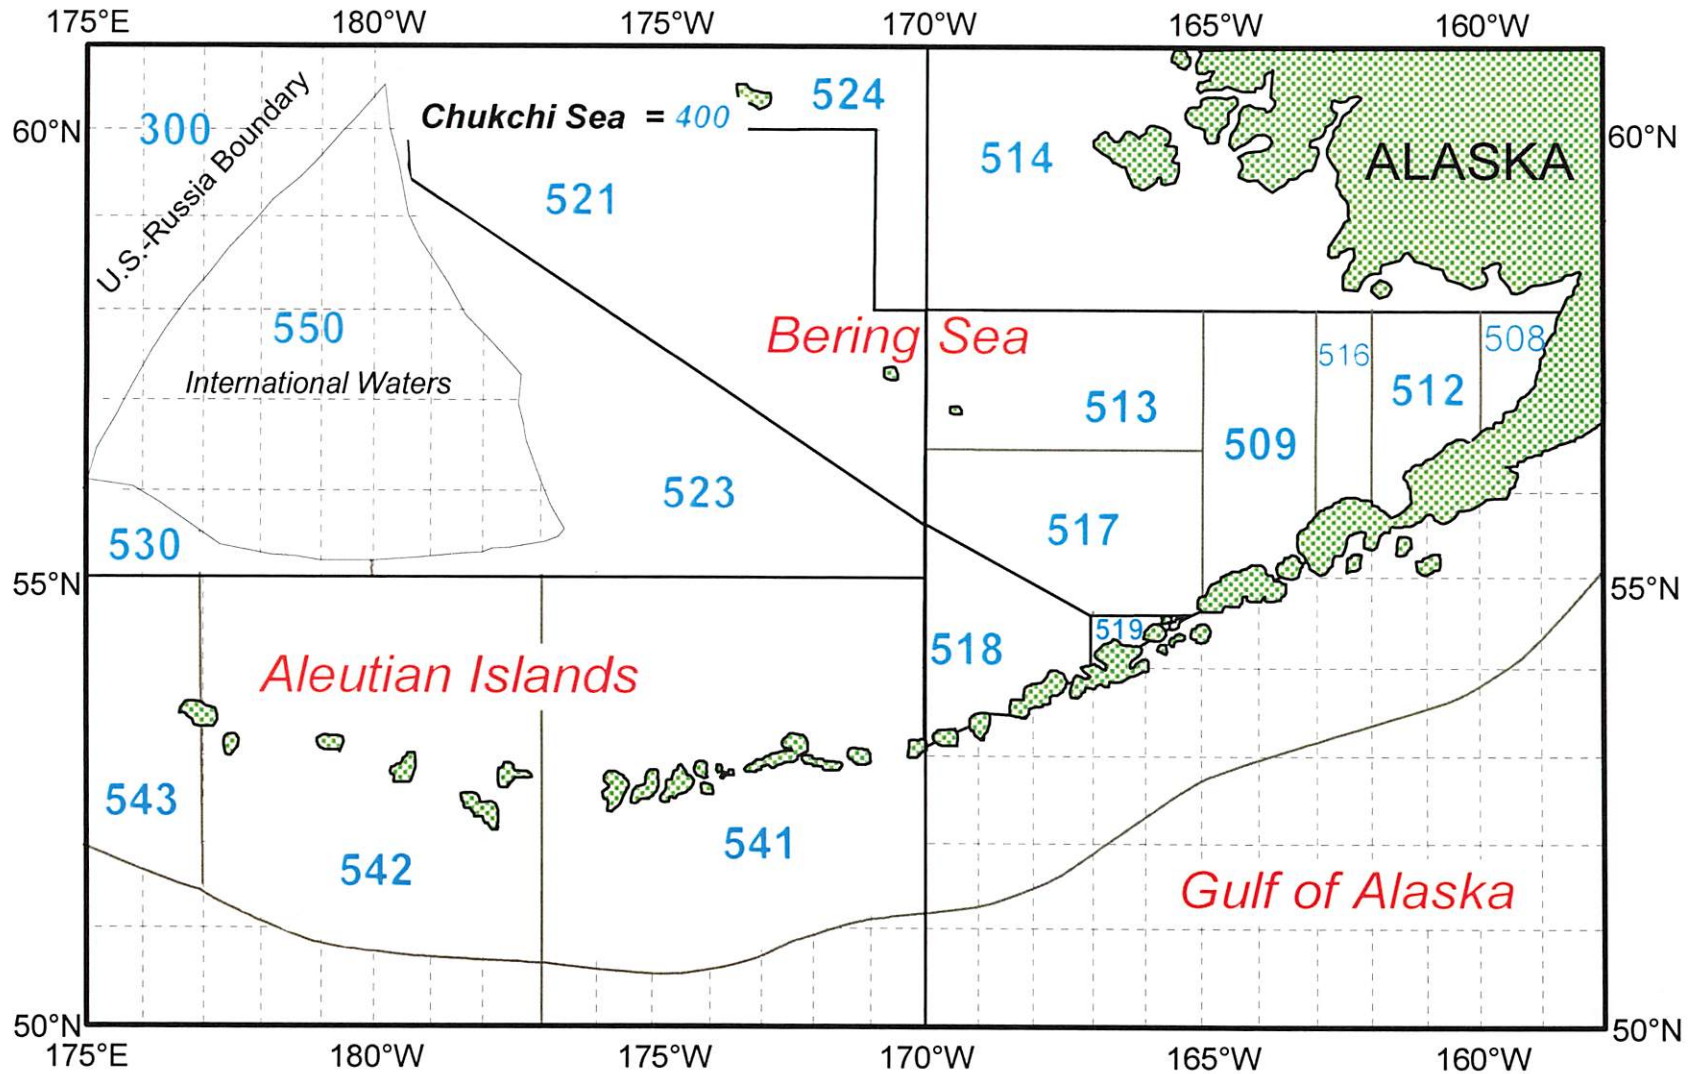 175°E 180°W 175°W 170°W 165°W 160°W
60°N 60°N
300
U.S.-Russia Boundary
Chukchi Sea = 400
524
514
ALASKA
521
550
International Waters
Bering Sea
516
508
512
513
509
523
517
530
55°N 55°N
519
518
Aleutian Islands
543
542
541
Gulf of Alaska
50°N 50°N
175°E 180°W 175°W 170°W 165°W 160°W